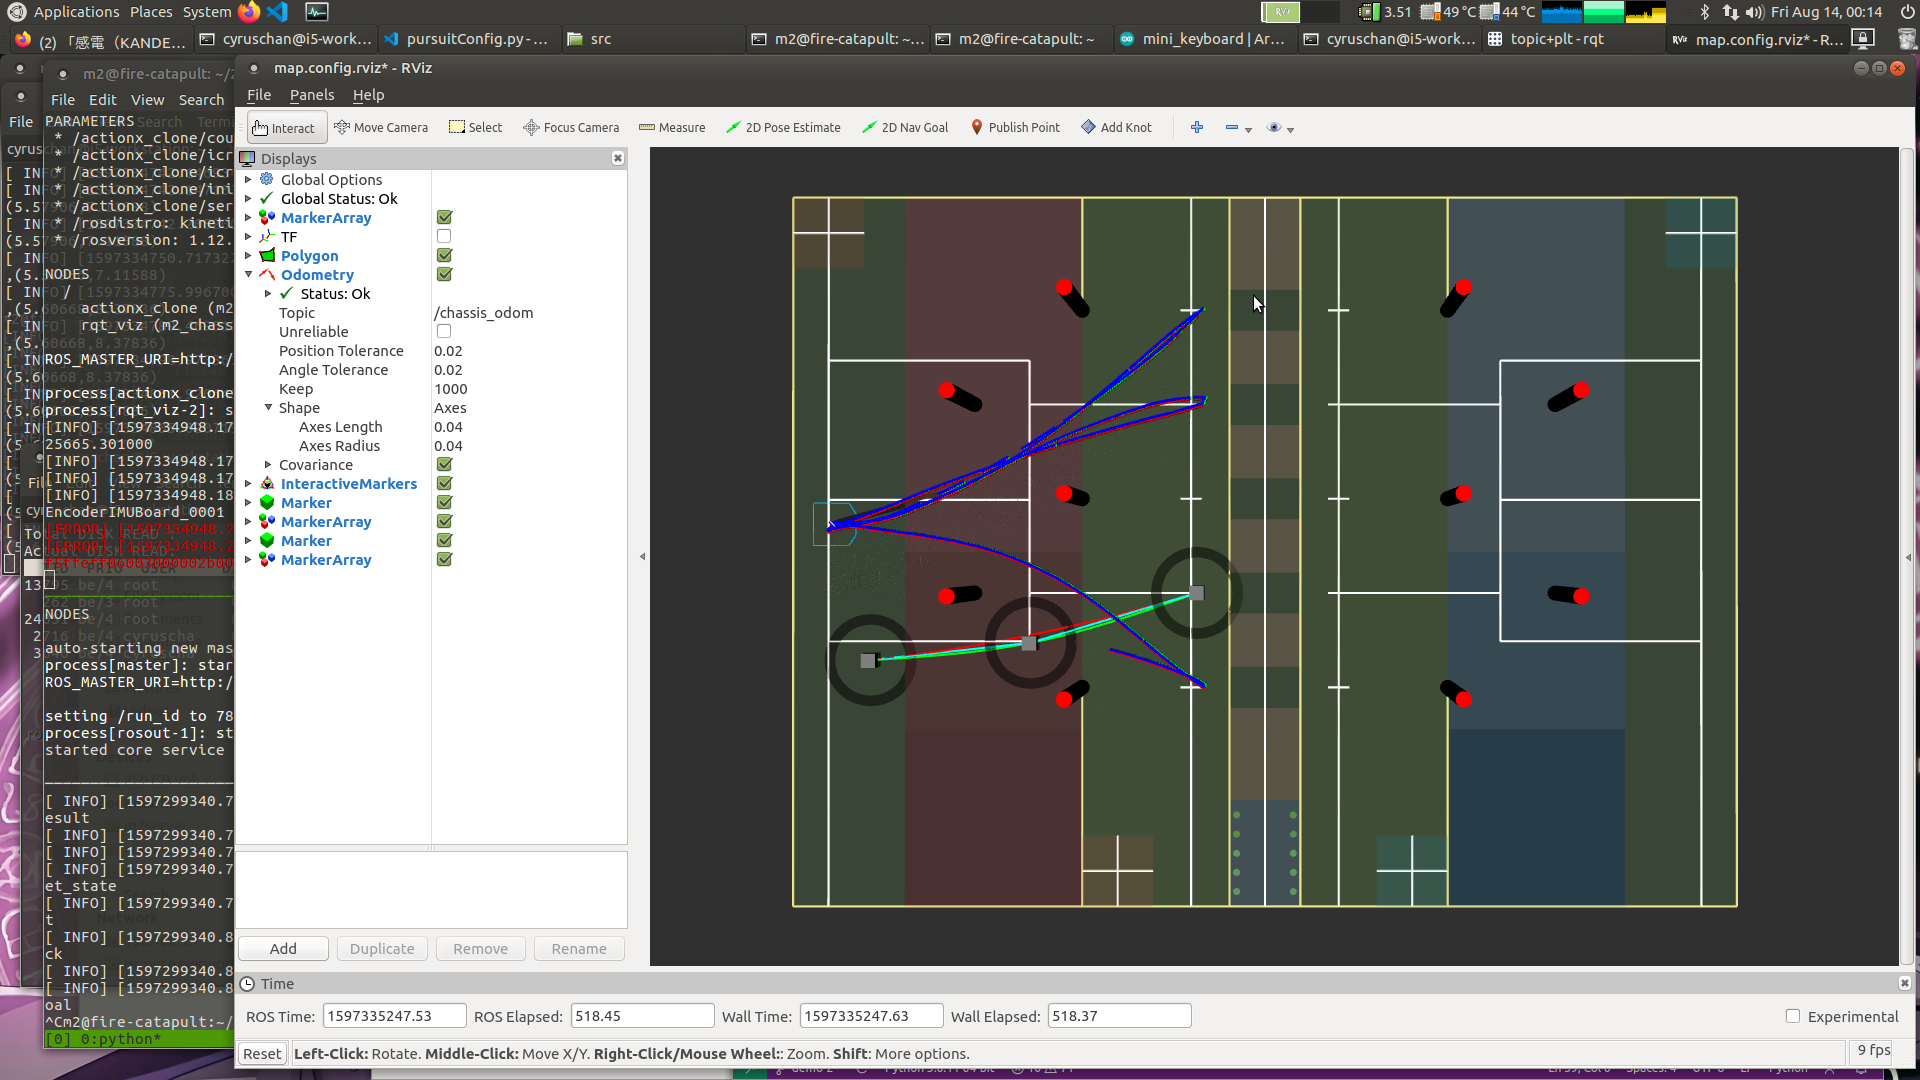 Applications Places System
3.51 49 °C 44 °C Fri Aug 14, 00:14
(2) 「感電（KANDE...
cyruschan@i5-work...
pursuitConfig.py - ...
src
m2@fire-catapult: ~...
m2@fire-catapult: ~
mini_keyboard | Ar...
cyruschan@i5-work...
topic+plt - rqt
map.config.rviz* - R...
m2@fire-catapult: ~/2
File Edit View Search
PARAMETERS
* /actionx_clone/cou
* /actionx_clone/icr
* /actionx_clone/icr
* /actionx_clone/ini
* /actionx_clone/ser
* /rosdistro: kineti
* /rosversion: 1.12.
NODES
/
actionx_clone (m2
rqt_viz (m2_chass
ROS_MASTER_URI=http:/
process[actionx_clone
process[rqt_viz-2]: s
[INFO] [1597334948.17
25665.301000
[INFO] [1597334948.17
[INFO] [1597334948.17
[INFO] [1597334948.18
EncoderIMUBoard_0001
[ERROR] [1597334948.2
[ERROR] [1597334948.2
NODES
auto-starting new mas
process[master]: star
ROS_MASTER_URI=http:/
setting /run_id to 78
process[rosout-1]: st
started core service
[ INFO] [1597299340.7
esult
[ INFO] [1597299340.7
[ INFO] [1597299340.7
[ INFO] [1597299340.7
et_state
[ INFO] [1597299340.7
t
[ INFO] [1597299340.8
ck
[ INFO] [1597299340.8
[ INFO] [1597299340.8
oal
^Cm2@fire-catapult:~/
[0] 0:python*
map.config.rviz* - RViz
File Panels Help
Interact Move Camera Select Focus Camera Measure 2D Pose Estimate 2D Nav Goal Publish Point Add Knot
Displays
Global Options
Global Status: Ok
MarkerArray
TF
Polygon
Odometry
Status: Ok
Topic /chassis_odom
Unreliable
Position Tolerance 0.02
Angle Tolerance 0.02
Keep 1000
Shape Axes
Axes Length 0.04
Axes Radius 0.04
Covariance
InteractiveMarkers
Marker
MarkerArray
Marker
MarkerArray
Add Duplicate Remove Rename
Time
ROS Time: 1597335247.53 ROS Elapsed: 518.45 Wall Time: 1597335247.63 Wall Elapsed: 518.37 Experimental
Reset Left-Click: Rotate. Middle-Click: Move X/Y. Right-Click/Mouse Wheel:: Zoom. Shift: More options. 9 fps